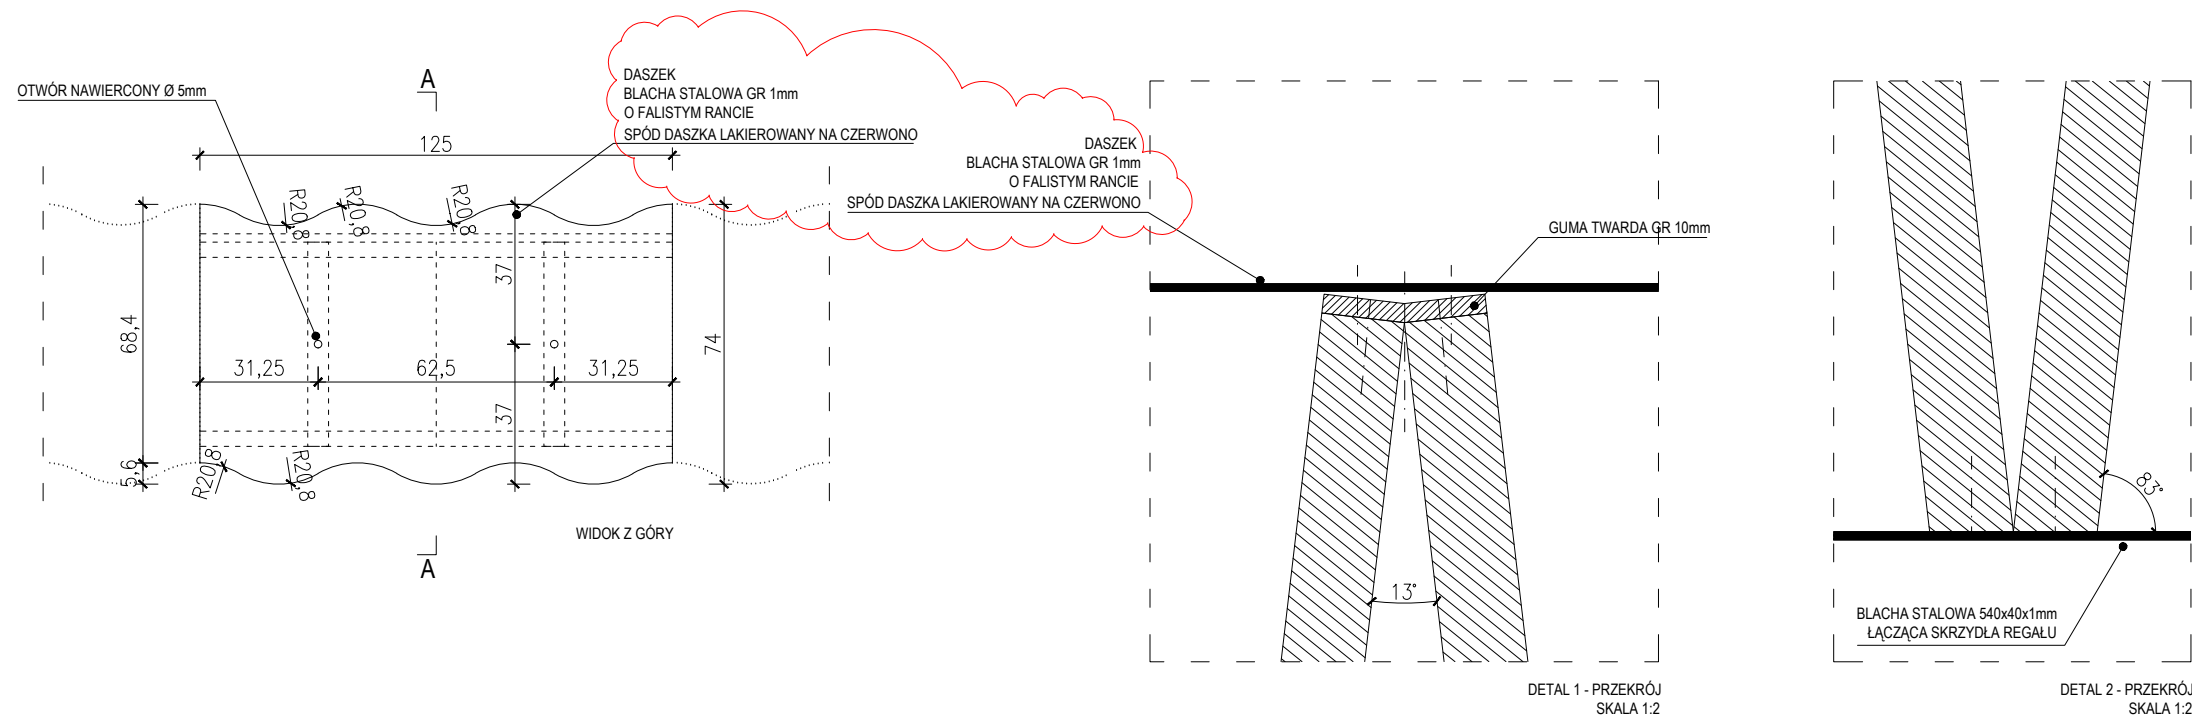 OTWÓR NAWIERCONY Ø 5mm
A
DASZEK
BLACHA STALOWA GR 1mm
O FALISTYM RANCIE
SPÓD DASZKA LAKIEROWANY NA CZERWONO
125
R20,8
R20,8
R20,8
37
68,4
74
31,25
62,5
31,25
37
5,6
R20,8
R20,8
WIDOK Z GÓRY
A
DASZEK
BLACHA STALOWA GR 1mm
O FALISTYM RANCIE
SPÓD DASZKA LAKIEROWANY NA CZERWONO
GUMA TWARDA GR 10mm
13°
DETAL 1 - PRZEKRÓJ
SKALA 1:2
83°
BLACHA STALOWA 540x40x1mm
ŁĄCZĄCA SKRZYDŁA REGAŁU
DETAL 2 - PRZEKRÓJ
SKALA 1:2